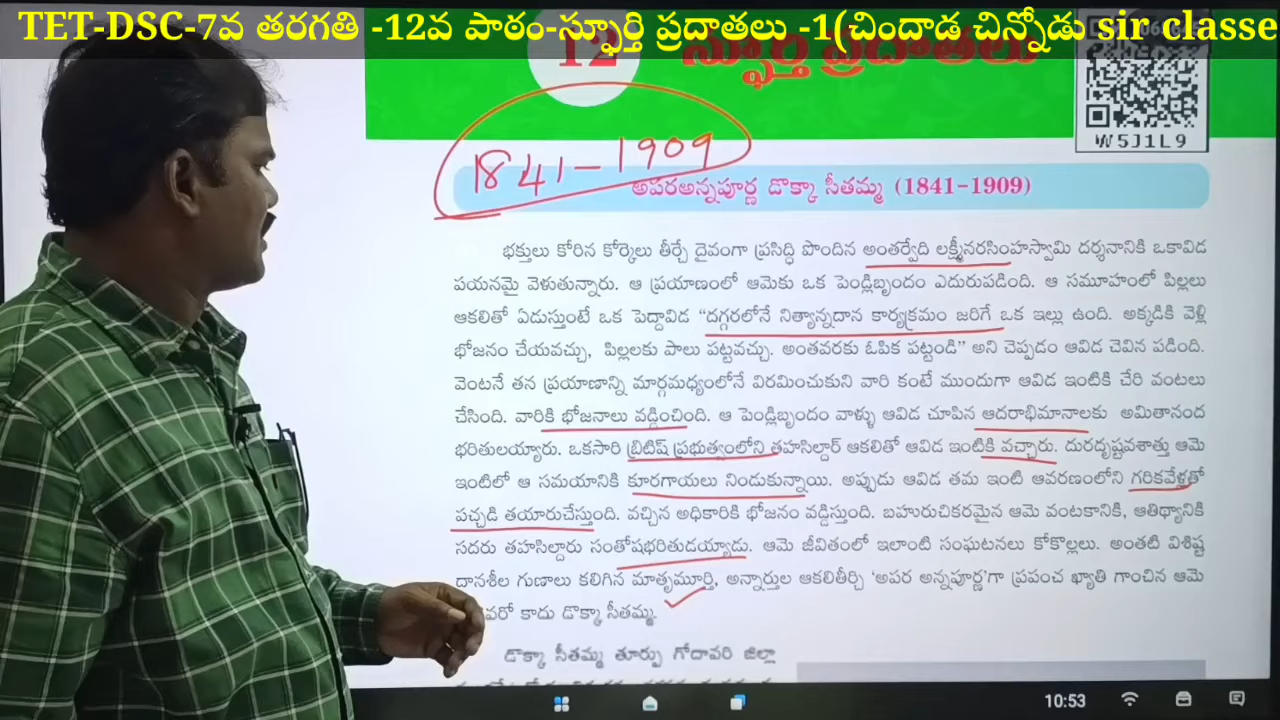 TET-DSC-7వ తరగతి -12వ పాఠం-స్ఫూర్తి ప్రదాతలు -1(చిందాడ చిన్నోడు sir classe
12 స్ఫూర్తి ప్రదాతలు
W5J1L9
1841-1909
అపరఅన్నపూర్ణ డొక్కా సీతమ్మ (1841-1909)
భక్తులు కోరిన కోర్కెలు తీర్చే దైవంగా ప్రసిద్ధి పొందిన అంతర్వేది లక్ష్మీనరసింహస్వామి దర్శనానికి ఒకావిడ
పయనమై వెళుతున్నారు. ఆ ప్రయాణంలో ఆమెకు ఒక పెండ్లిబృందం ఎదురుపడింది. ఆ సమూహంలో పిల్లలు
ఆకలితో ఏడుస్తుంటే ఒక పెద్దావిడ "దగ్గరలోనే నిత్యాన్నదాన కార్యక్రమం జరిగే ఒక ఇల్లు ఉంది. అక్కడికి వెళ్లి
భోజనం చేయవచ్చు, పిల్లలకు పాలు పట్టవచ్చు. అంతవరకు ఓపిక పట్టండి" అని చెప్పడం ఆవిడ చెవిన పడింది.
వెంటనే తన ప్రయాణాన్ని మార్గమధ్యంలోనే విరమించుకుని వారి కంటే ముందుగా ఆవిడ ఇంటికి చేరి వంటలు
చేసింది. వారికి భోజనాలు వడ్డించింది. ఆ పెండ్లిబృందం వాళ్ళు ఆవిడ చూపిన ఆదరాభిమానాలకు అమితానంద
భరితులయ్యారు. ఒకసారి బ్రిటిష్ ప్రభుత్వంలోని తహసిల్దార్ ఆకలితో ఆవిడ ఇంటికి వచ్చారు. దురదృష్టవశాత్తు ఆమె
ఇంటిలో ఆ సమయానికి కూరగాయలు నిండుకున్నాయి. అప్పుడు ఆవిడ తమ ఇంటి ఆవరణంలోని గరికవేళ్లతో
పచ్చడి తయారుచేస్తుంది. వచ్చిన అధికారికి భోజనం వడ్డిస్తుంది. బహురుచికరమైన ఆమె వంటకానికి, ఆతిథ్యానికి
సదరు తహసిల్దారు సంతోషభరితుడయ్యాడు. ఆమె జీవితంలో ఇలాంటి సంఘటనలు కోకొల్లలు. అంతటి విశిష్ట
దానశీల గుణాలు కలిగిన మాతృమూర్తి, అన్నార్తుల ఆకలితీర్చి 'అపర అన్నపూర్ణ'గా ప్రపంచ ఖ్యాతి గాంచిన ఆమె
వరో కాదు డొక్కా సీతమ్మ.
డొక్కా సీతమ్మ తూర్పు గోదావరి జిల్లా
10:53